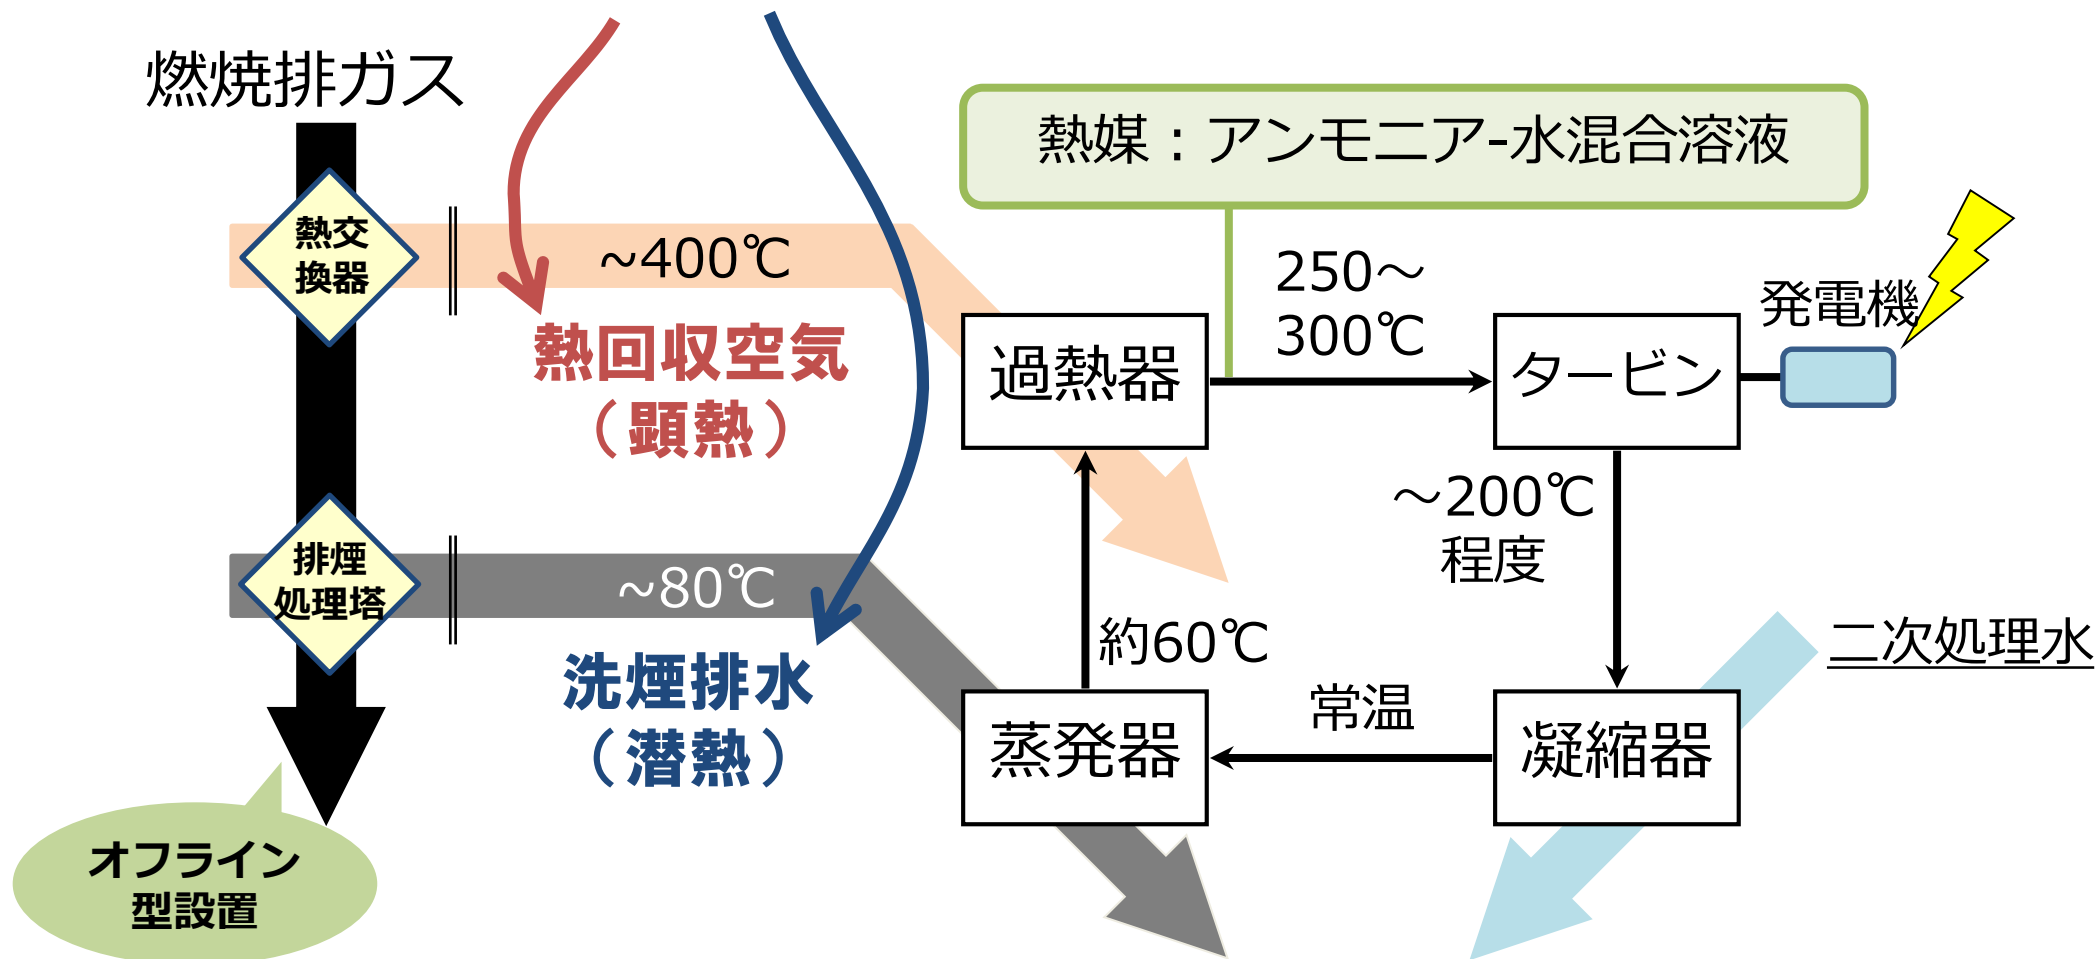 燃焼排ガス
熱交
換器
~400℃
熱回収空気
（顕熱）
排煙
処理塔
~80℃
洗煙排水
（潜熱）
オフライン
型設置
熱媒：アンモニア-水混合溶液
250～
300℃
発電機
過熱器
タービン
～200℃
程度
約60℃
二次処理水
常温
蒸発器
凝縮器